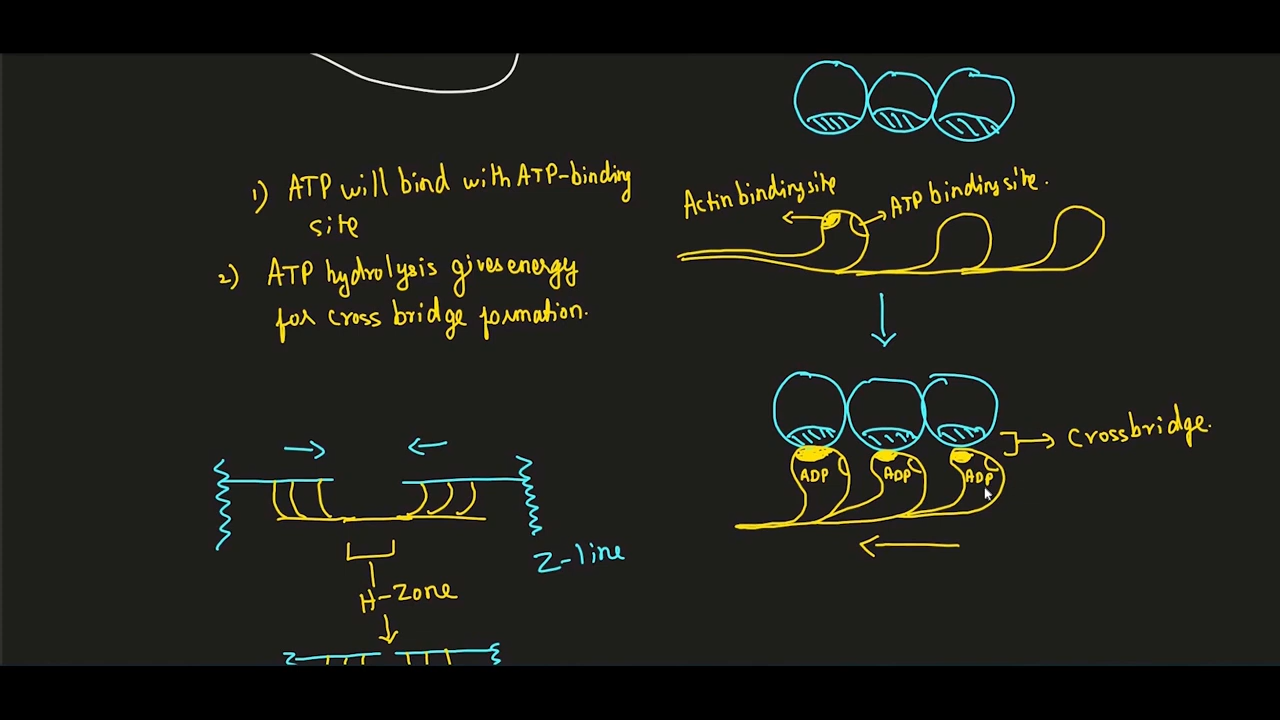 1) ATP will bind with ATP-binding
site
2) ATP hydrolysis gives energy
for cross bridge formation.
Actin binding site
ATP binding site.
Crossbridge.
ADP
ADP
ADP
Z-line
H-Zone